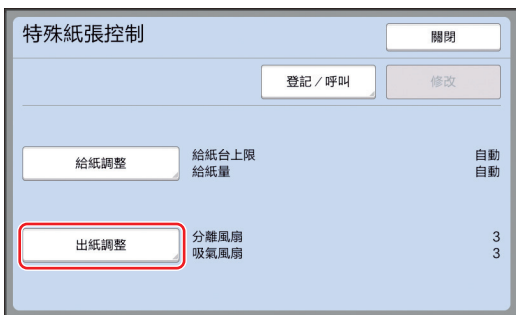 特殊紙張控制
關閉
登記／呼叫
修改
給紙調整
給紙台上限 自動
給紙量 自動
出紙調整
分離風扇 3
吸氣風扇 3